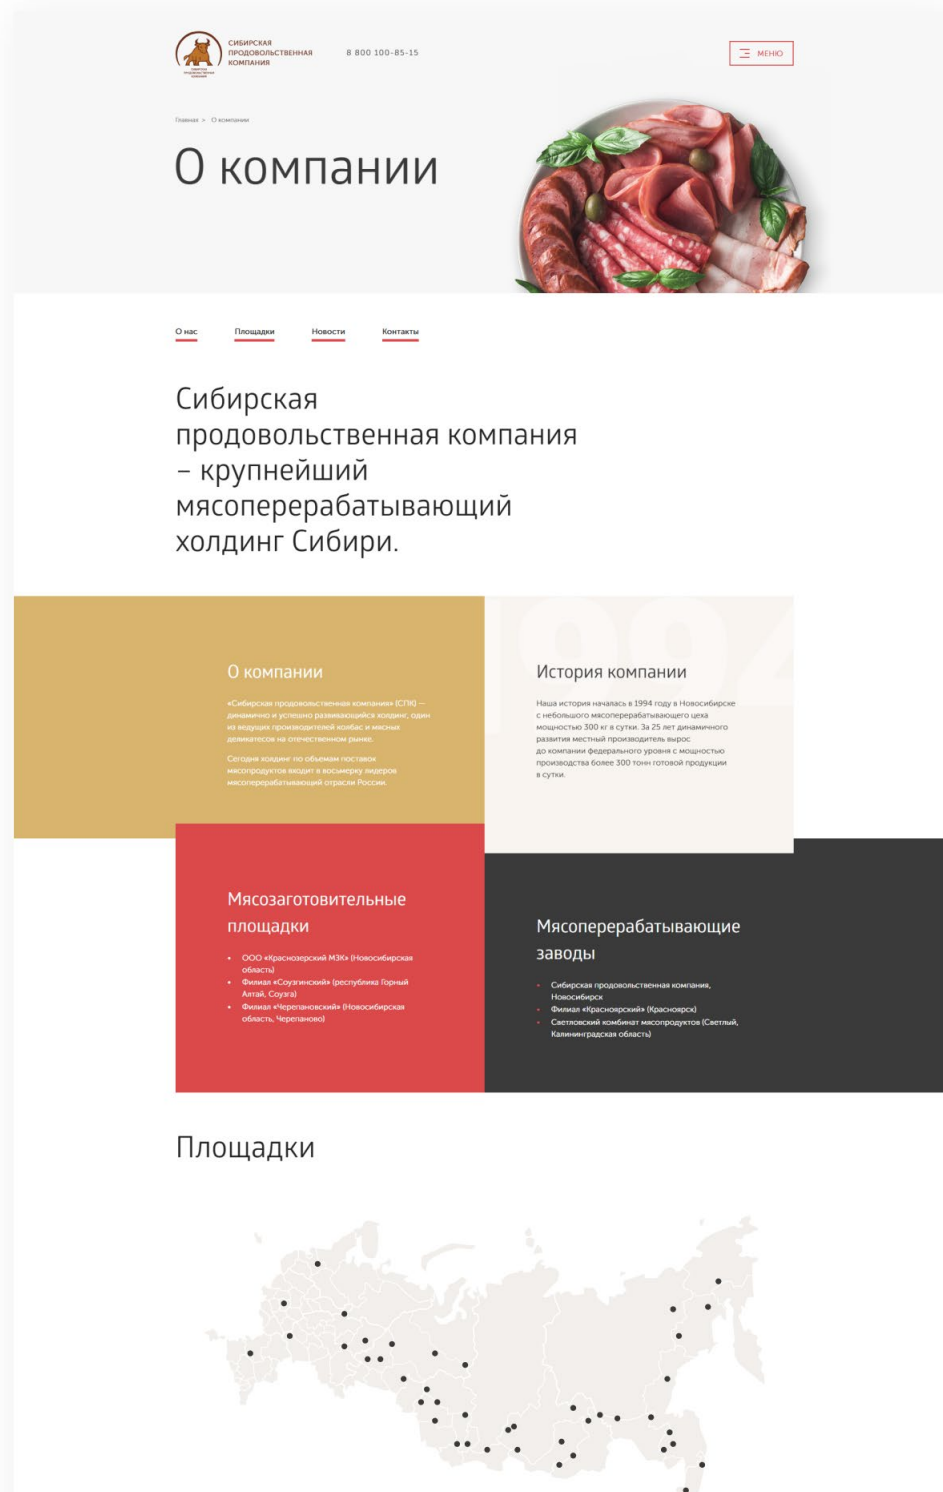 СИБИРСКАЯ
ПРОДОВОЛЬСТВЕННАЯ
КОМПАНИЯ
8 800 100-85-15
МЕНЮ
СИБИРСКАЯ
ПРОДОВОЛЬСТВЕННАЯ
КОМПАНИЯ
Главная > О компании
О компании
О нас
Площадки
Новости
Контакты
Сибирская
продовольственная компания
– крупнейший
мясоперерабатывающий
холдинг Сибири.
1994
О компании
«Сибирская продовольственная компания» (СПК) —
динамично и успешно развивающийся холдинг, один
из ведущих производителей колбас и мясных
деликатесов на отечественном рынке.
Сегодня холдинг по объемам поставок
мясопродуктов входит в восьмерку лидеров
мясоперерабатывающий отрасли России.
История компании
Наша история началась в 1994 году в Новосибирске
с небольшого мясоперерабатывающего цеха
мощностью 300 кг в сутки. За 25 лет динамичного
развития местный производитель вырос
до компании федерального уровня с мощностью
производства более 300 тонн готовой продукции
в сутки.
Мясозаготовительные
площадки
• ООО «Краснозерский МЗК» (Новосибирская
область)
• Филиал «Соузгинский» (республика Горный
Алтай, Соузга)
• Филиал «Черепановский» (Новосибирская
область, Черепаново)
Мясоперерабатывающие
заводы
• Сибирская продовольственная компания,
Новосибирск
• Филиал «Красноярский» (Красноярск)
• Светловский комбинат мясопродуктов (Светлый,
Калининградская область)
Площадки